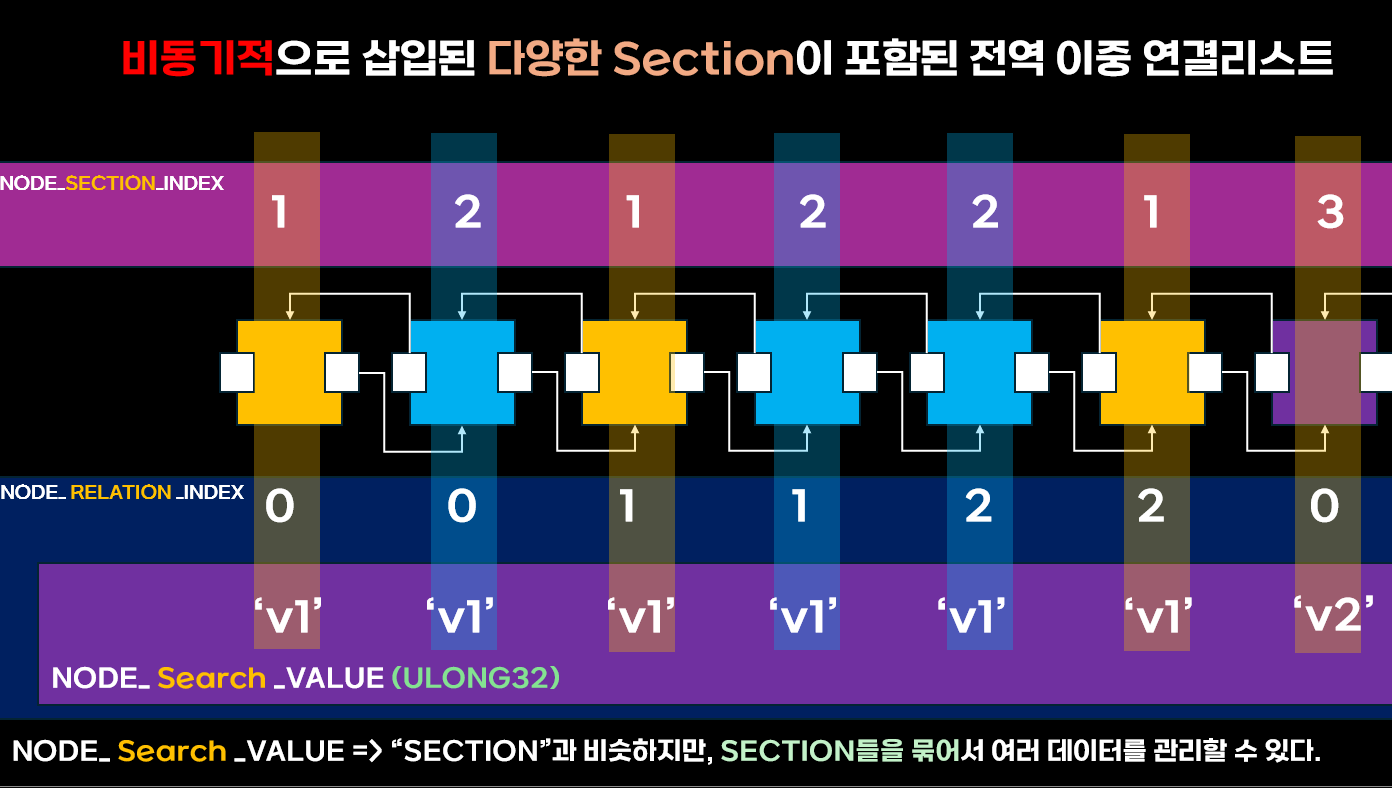 비동기적으로 삽입된 다양한 Section이 포함된 전역 이중 연결리스트
NODE_SECTION_INDEX
1 2 1 2 2 1 3
NODE_ RELATION _INDEX
0 0 1 1 2 2 0
‘v1’ ‘v1’ ‘v1’ ‘v1’ ‘v1’ ‘v1’ ‘v2’
NODE_ Search _VALUE (ULONG32)
NODE_ Search _VALUE => “SECTION”과 비슷하지만, SECTION들을 묶어서 여러 데이터를 관리할 수 있다.